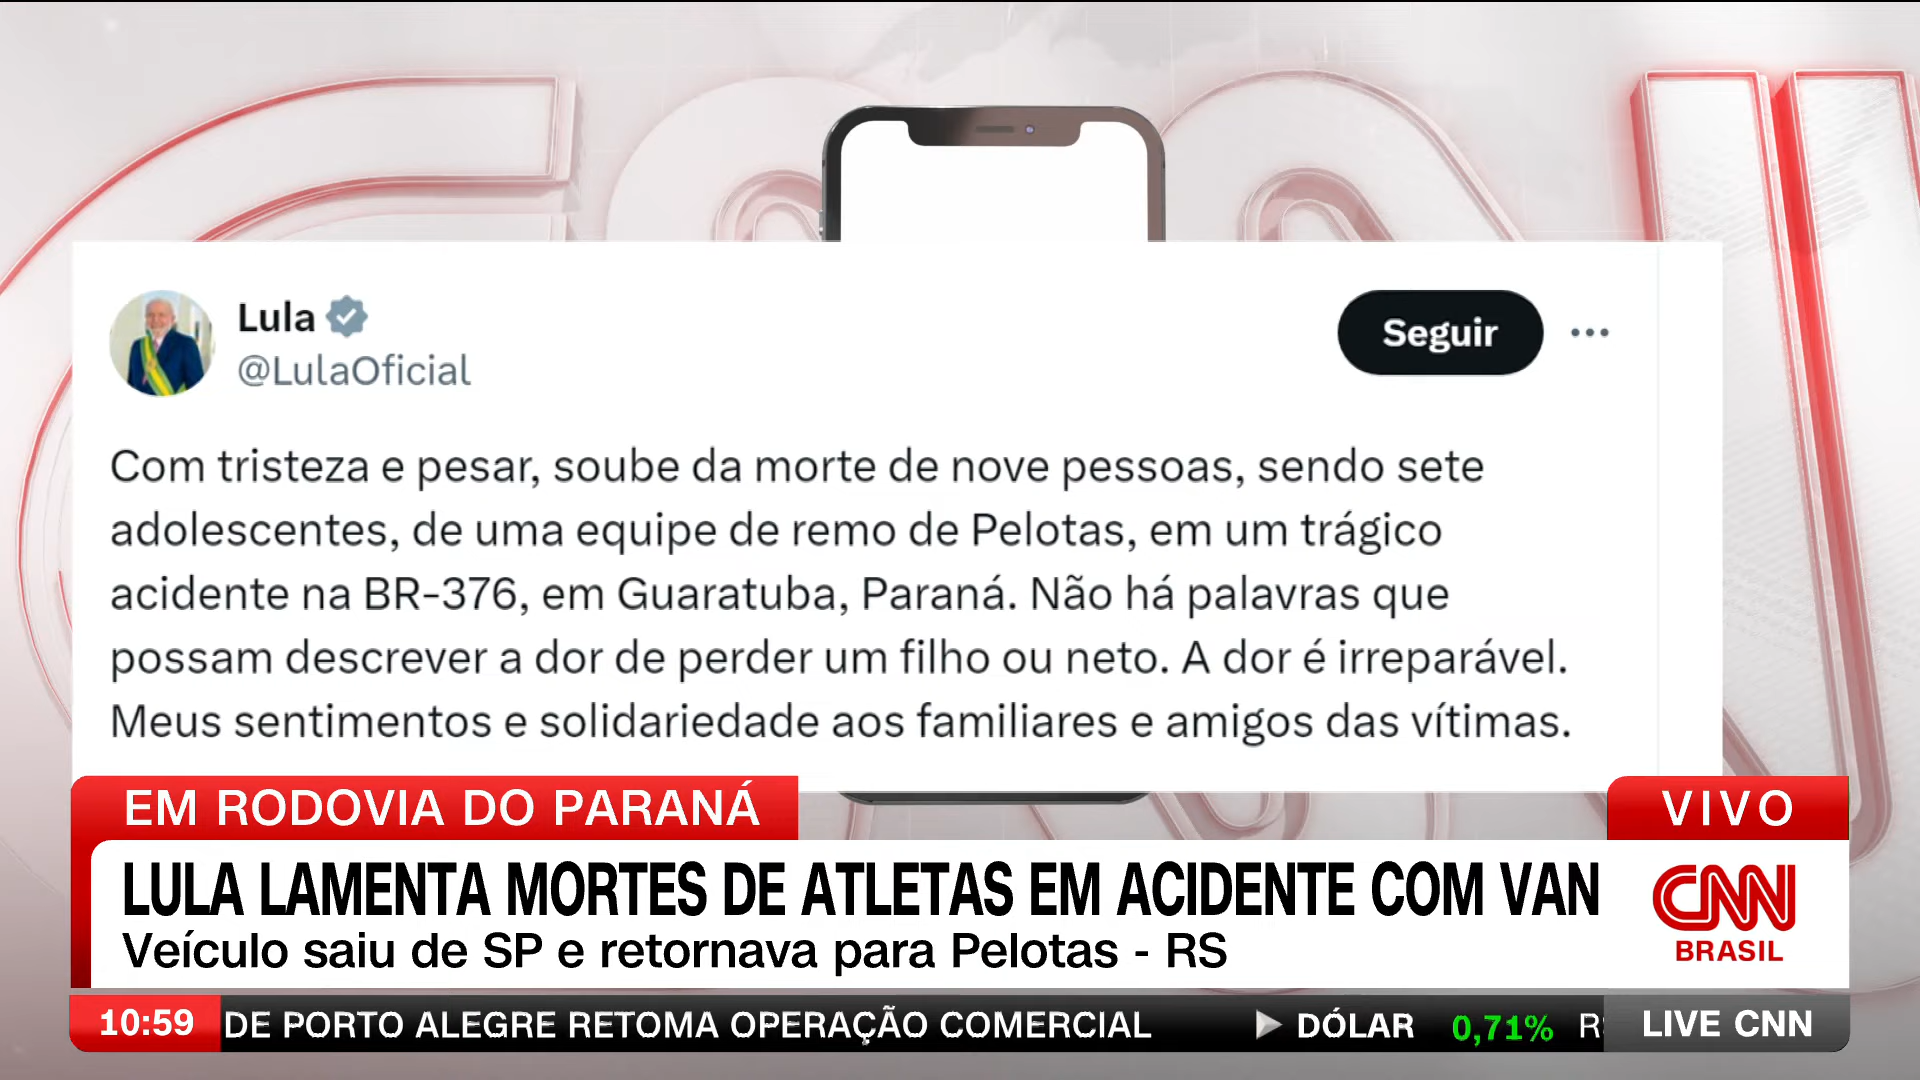 Lula
@LulaOficial
Seguir
Com tristeza e pesar, soube da morte de nove pessoas, sendo sete
adolescentes, de uma equipe de remo de Pelotas, em um trágico
acidente na BR-376, em Guaratuba, Paraná. Não há palavras que
possam descrever a dor de perder um filho ou neto. A dor é irreparável.
Meus sentimentos e solidariedade aos familiares e amigos das vítimas.
EM RODOVIA DO PARANÁ
VIVO
LULA LAMENTA MORTES DE ATLETAS EM ACIDENTE COM VAN
Veículo saiu de SP e retornava para Pelotas - RS
CNN
BRASIL
10:59
DE PORTO ALEGRE RETOMA OPERAÇÃO COMERCIAL
DÓLAR 0,71%
LIVE CNN